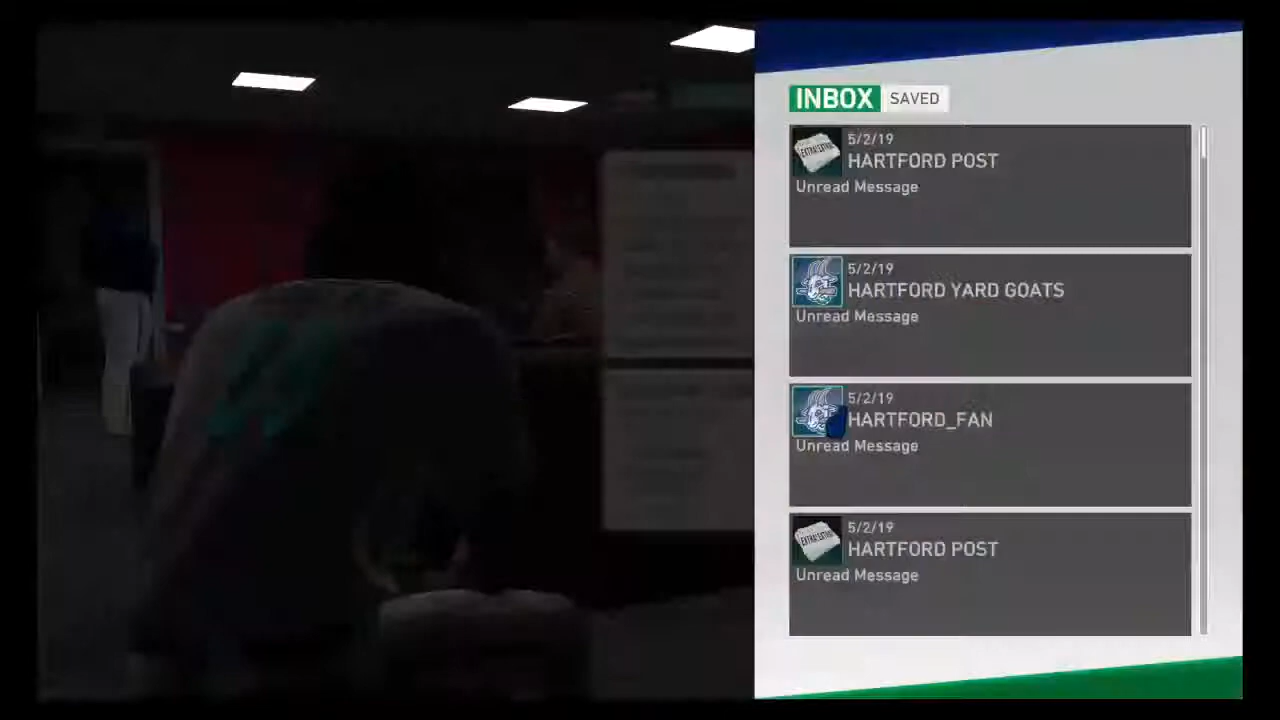 INBOX SAVED
5/2/19
HARTFORD POST
Unread Message
5/2/19
HARTFORD YARD GOATS
Unread Message
5/2/19
HARTFORD_FAN
Unread Message
5/2/19
HARTFORD POST
Unread Message